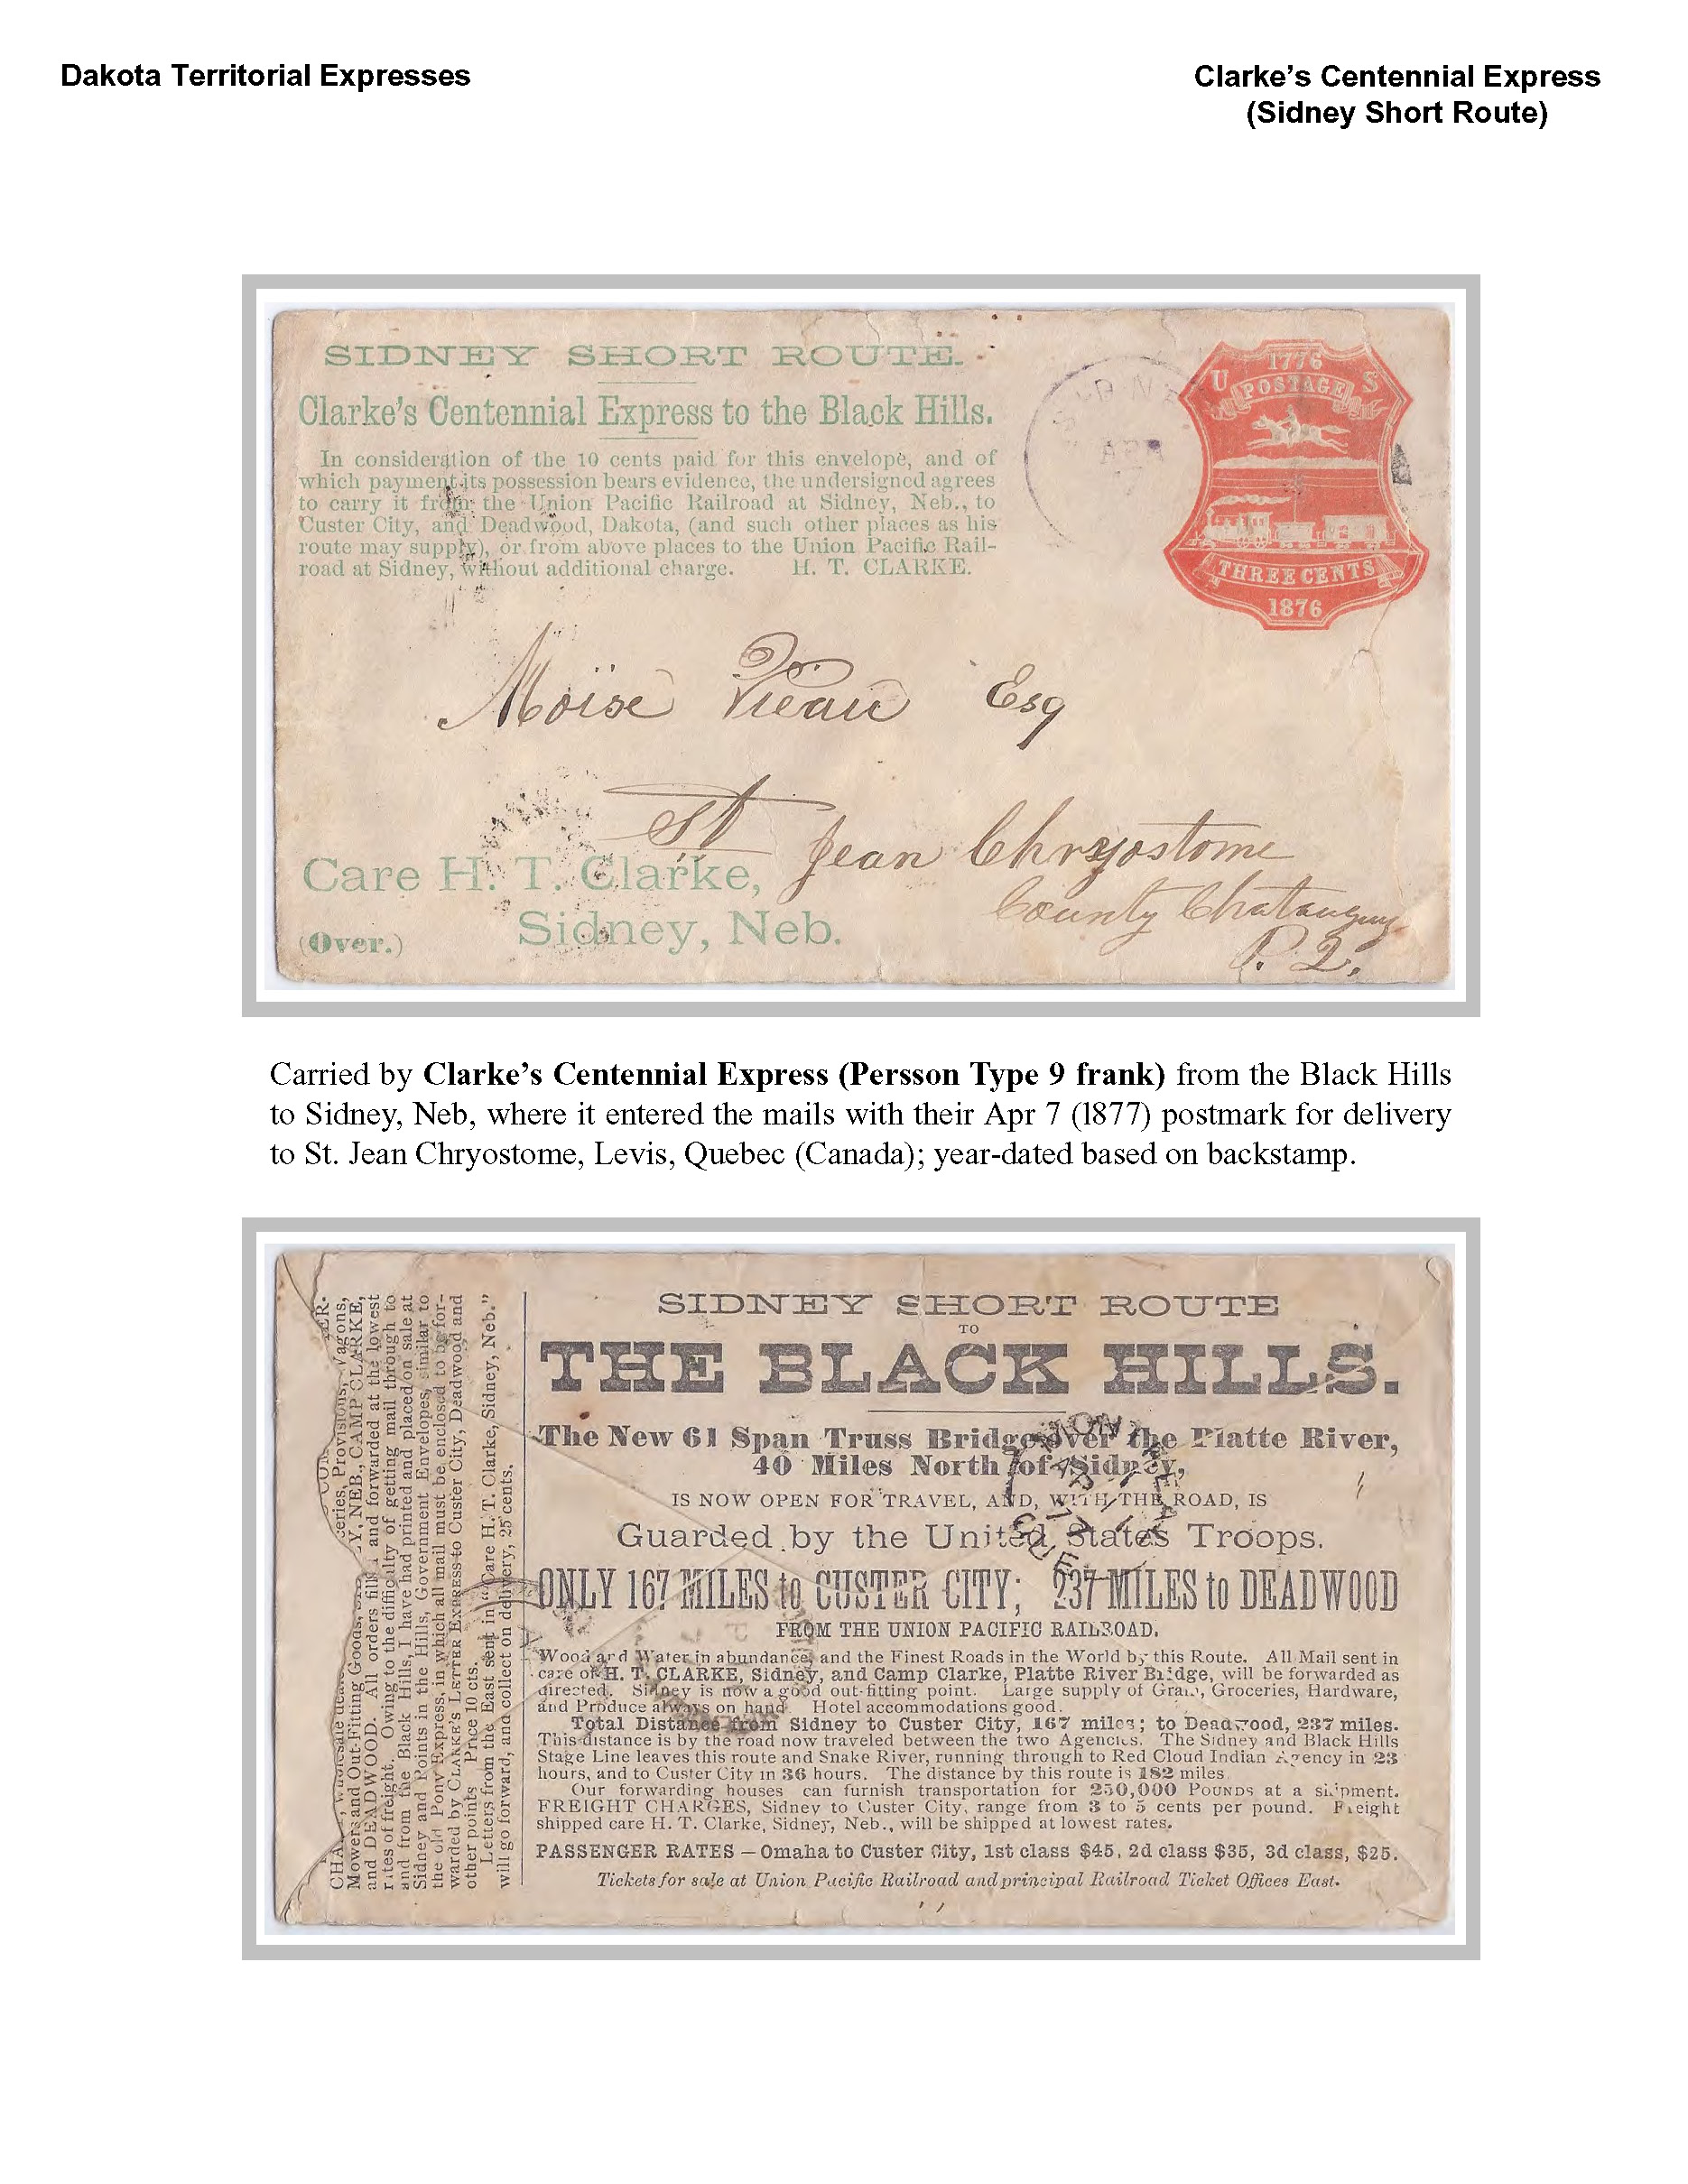 Dakota Territorial Expresses
Clarke's Centennial Express
(Sidney Short Route)
SIDNEY SHORT ROUTE.
Clarke's Centennial Express to the Black Hills.
In consideration of the 10 cents paid for this envelope, and of
which payment its possession bears evidence, the undersigned agrees
to carry it from the Union Pacific Railroad at Sidney, Neb., to
Custer City, and Deadwood, Dakota, (and such other places as his
route may supply), or from above places to the Union Pacific Rail-
road at Sidney, without additional charge. H. T. CLARKE.
SIDNE
APR
1776
U POSTAGE S
THREE CENTS
1876
Moïse Esq
St Jean Chrysostome
County Chatauguay
P. Q.
Care H. T. Clarke,
Sidney, Neb.
(Over.)
Carried by Clarke's Centennial Express (Persson Type 9 frank) from the Black Hills
to Sidney, Neb, where it entered the mails with their Apr 7 (1877) postmark for delivery
to St. Jean Chryostome, Levis, Quebec (Canada); year-dated based on backstamp.
ceries, Provisions, Wagons,
Mowers and Out-Fitting Goods, NEY, NEB., CAMP CLARKE,
and DEADWOOD. All orders filled and forwarded at the lowest
rates of freight. Owing to the difficulty of getting mail through to
and from the Black Hills, I have had printed and placed on sale at
Sidney and Points in the Hills, Government Envelopes, similar to
the old Pony Express, in which all mail must be enclosed to be for-
warded by CLARKE'S LETTER EXPRESS to Custer City, Deadwood and
other points. Price 10 cts.
Letters from the East sent in "Care H. T. Clarke, Sidney, Neb."
will go forward, and collect on delivery, 25 cents.
SIDNEY SHORT ROUTE
TO
THE BLACK HILLS.
The New 61 Span Truss Bridge over the Platte River,
40 Miles North of Sidney,
IS NOW OPEN FOR TRAVEL, AND, WITH THE ROAD, IS
Guarded by the United States Troops.
ONLY 167 MILES to CUSTER CITY; 237 MILES to DEADWOOD
FROM THE UNION PACIFIC RAILROAD.
Wood and Water in abundance, and the Finest Roads in the World by this Route. All Mail sent in
care of H. T. CLARKE, Sidney, and Camp Clarke, Platte River Bridge, will be forwarded as
directed. Sidney is now a good out-fitting point. Large supply of Grain, Groceries, Hardware,
and Produce always on hand. Hotel accommodations good.
Total Distance from Sidney to Custer City, 167 miles; to Deadwood, 237 miles.
This distance is by the road now traveled between the two Agencies. The Sidney and Black Hills
Stage Line leaves this route and Snake River, running through to Red Cloud Indian Agency in 23
hours, and to Custer City in 36 hours. The distance by this route is 182 miles.
Our forwarding houses can furnish transportation for 250,000 POUNDS at a shipment.
FREIGHT CHARGES, Sidney to Custer City, range from 3 to 5 cents per pound. Freight
shipped care H. T. Clarke, Sidney, Neb., will be shipped at lowest rates.
PASSENGER RATES — Omaha to Custer City, 1st class $45, 2d class $35, 3d class, $25.
Tickets for sale at Union Pacific Railroad and principal Railroad Ticket Offices East.